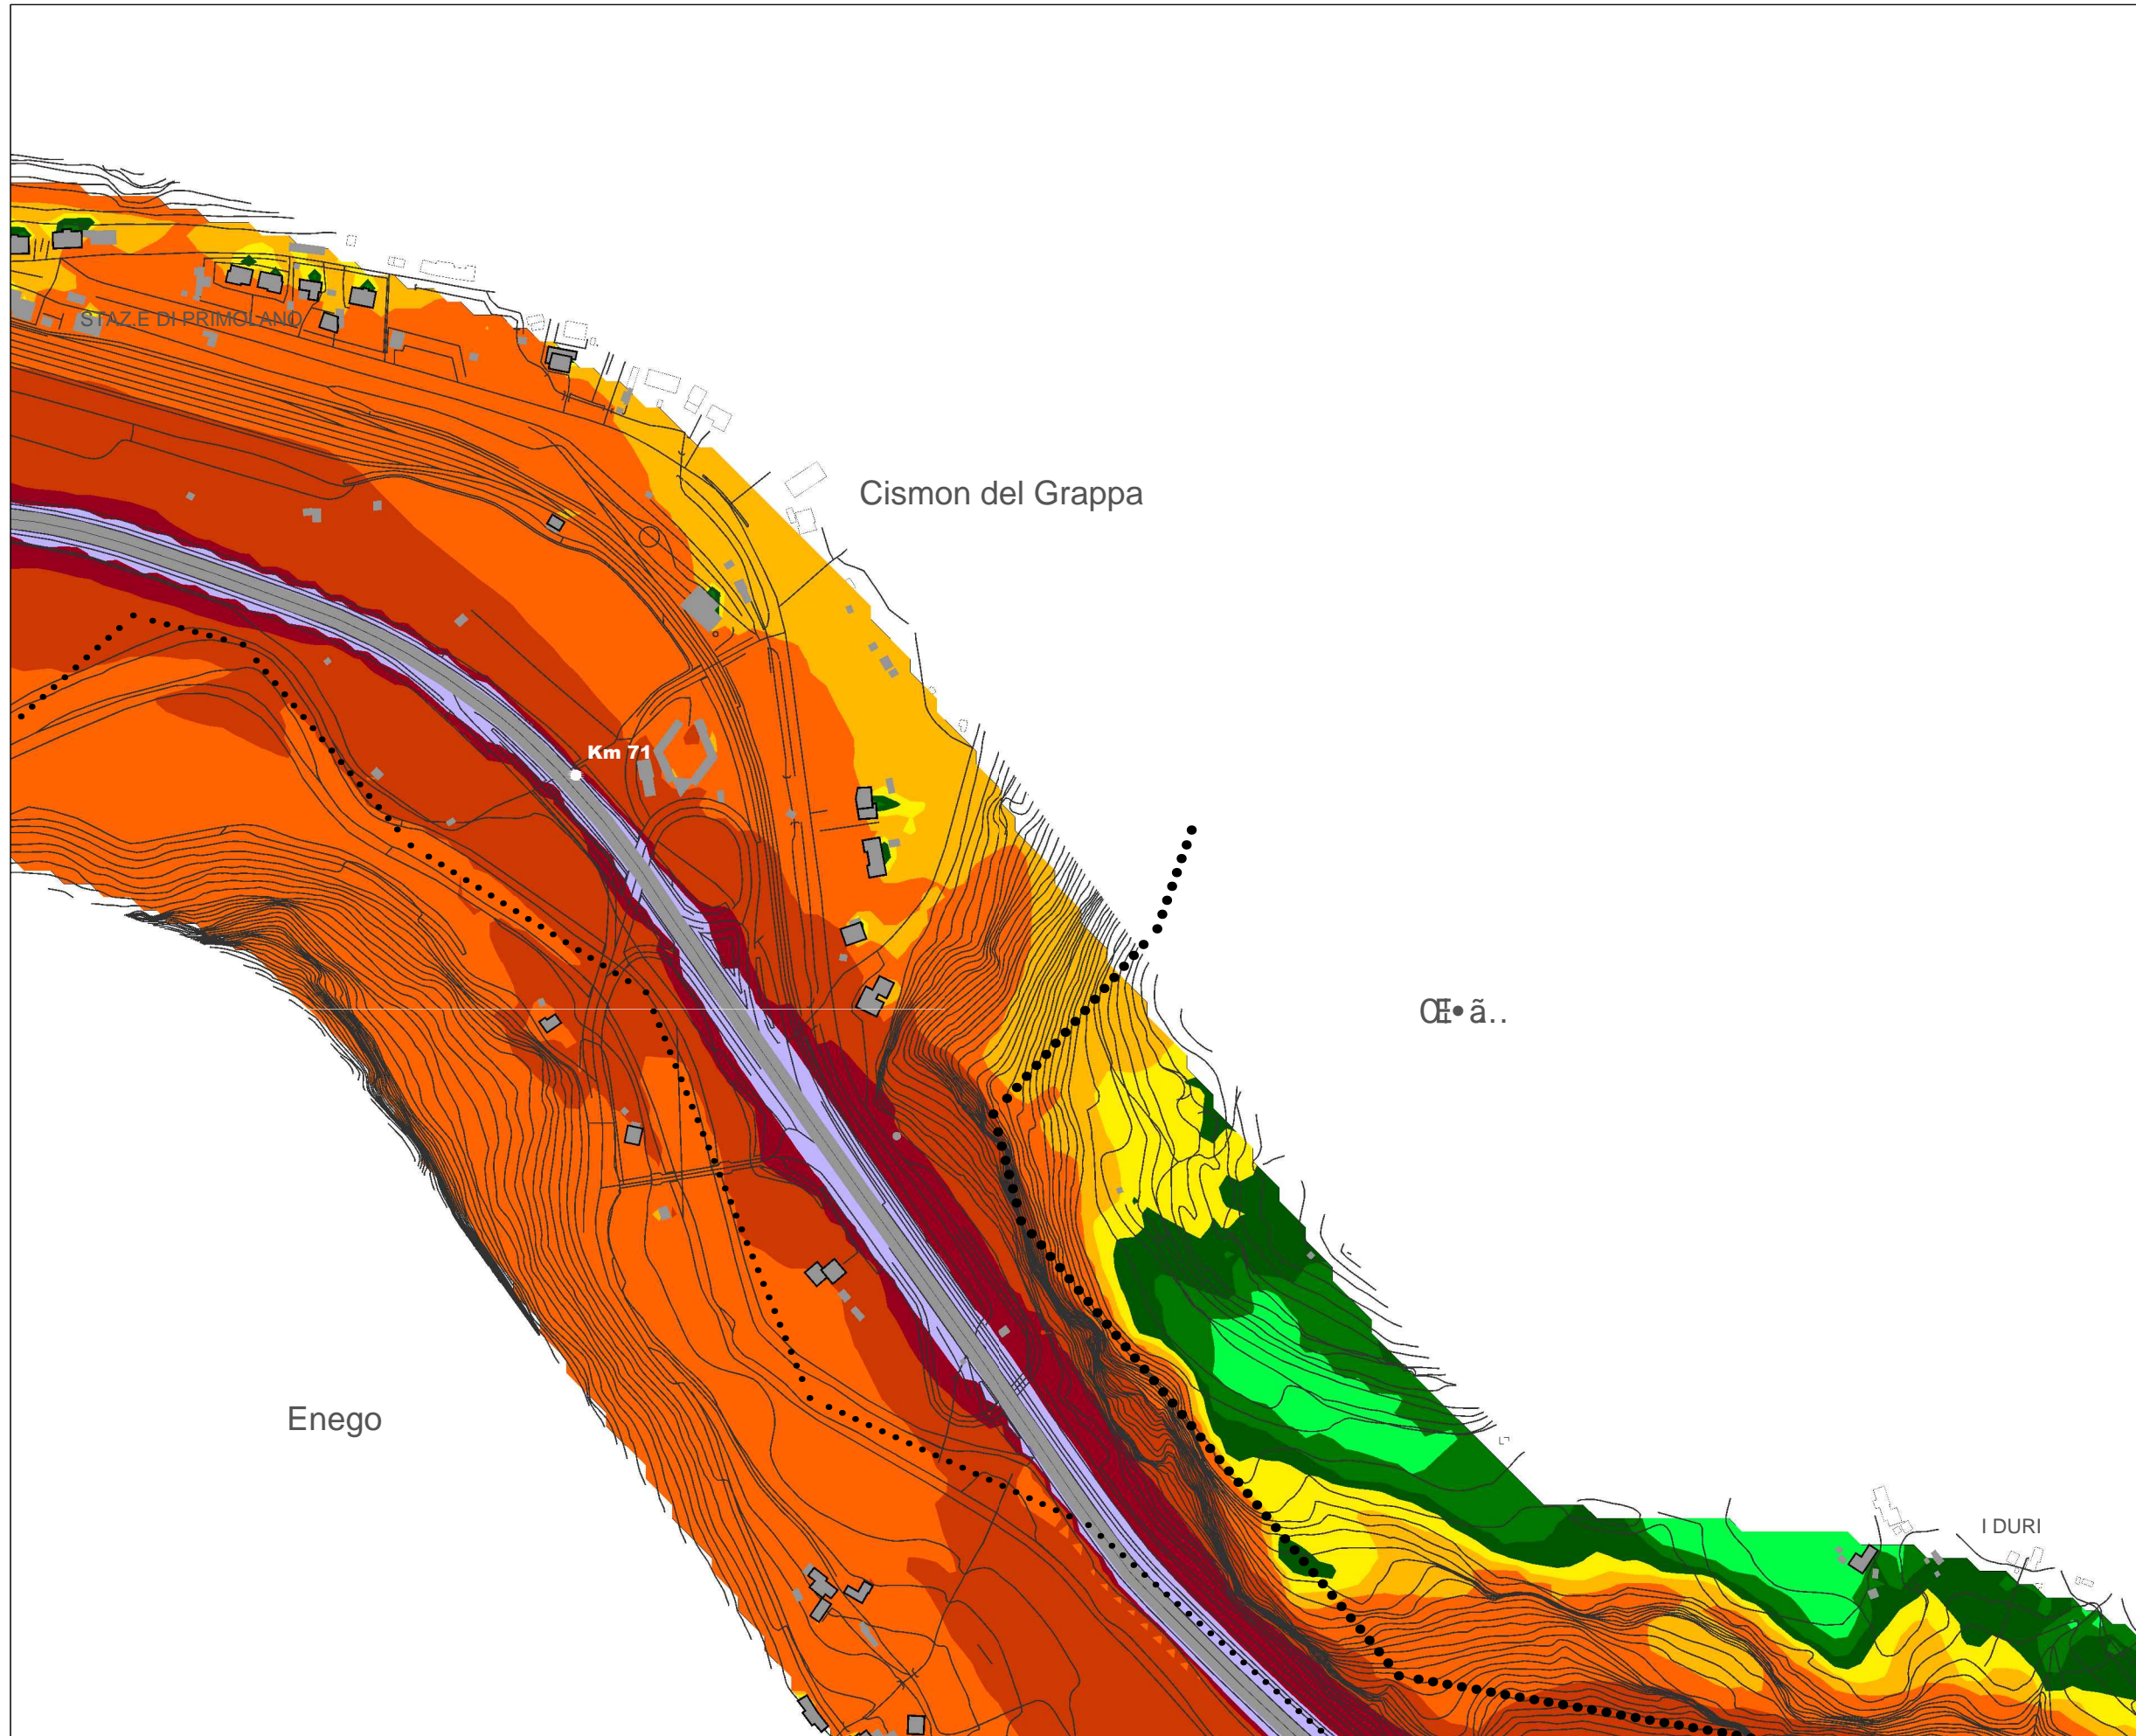 STAZ.E DI PRIMOLANO
Cismon del Grappa
Km 71
Enego
I DURI